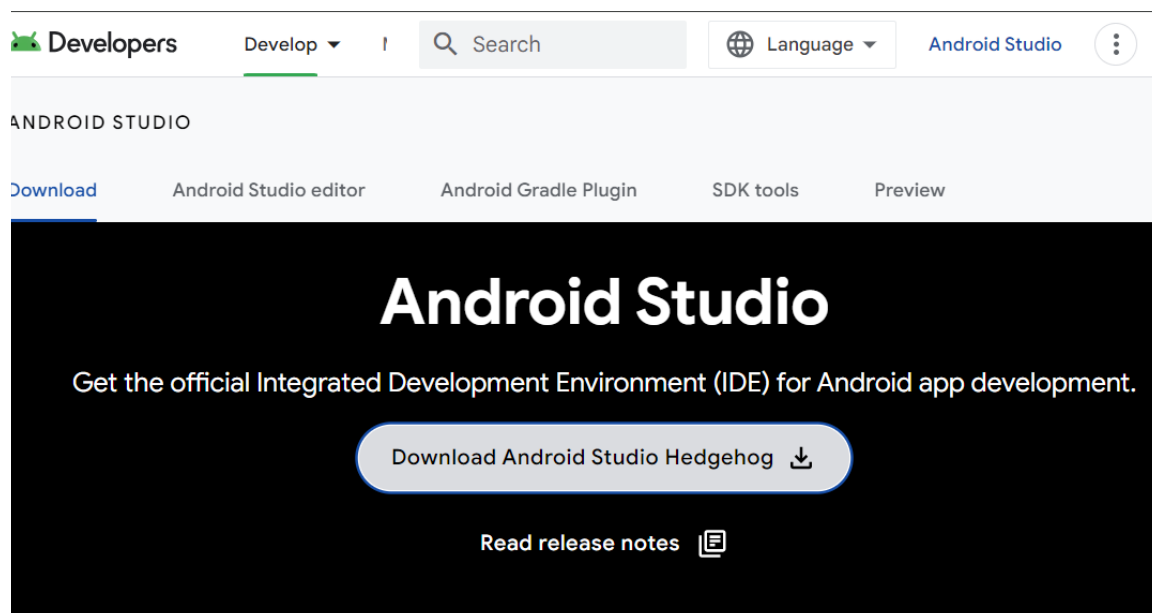 Developers Develop Search Language Android Studio
ANDROID STUDIO
Download Android Studio editor Android Gradle Plugin SDK tools Preview
Android Studio
Get the official Integrated Development Environment (IDE) for Android app development.
Download Android Studio Hedgehog
Read release notes